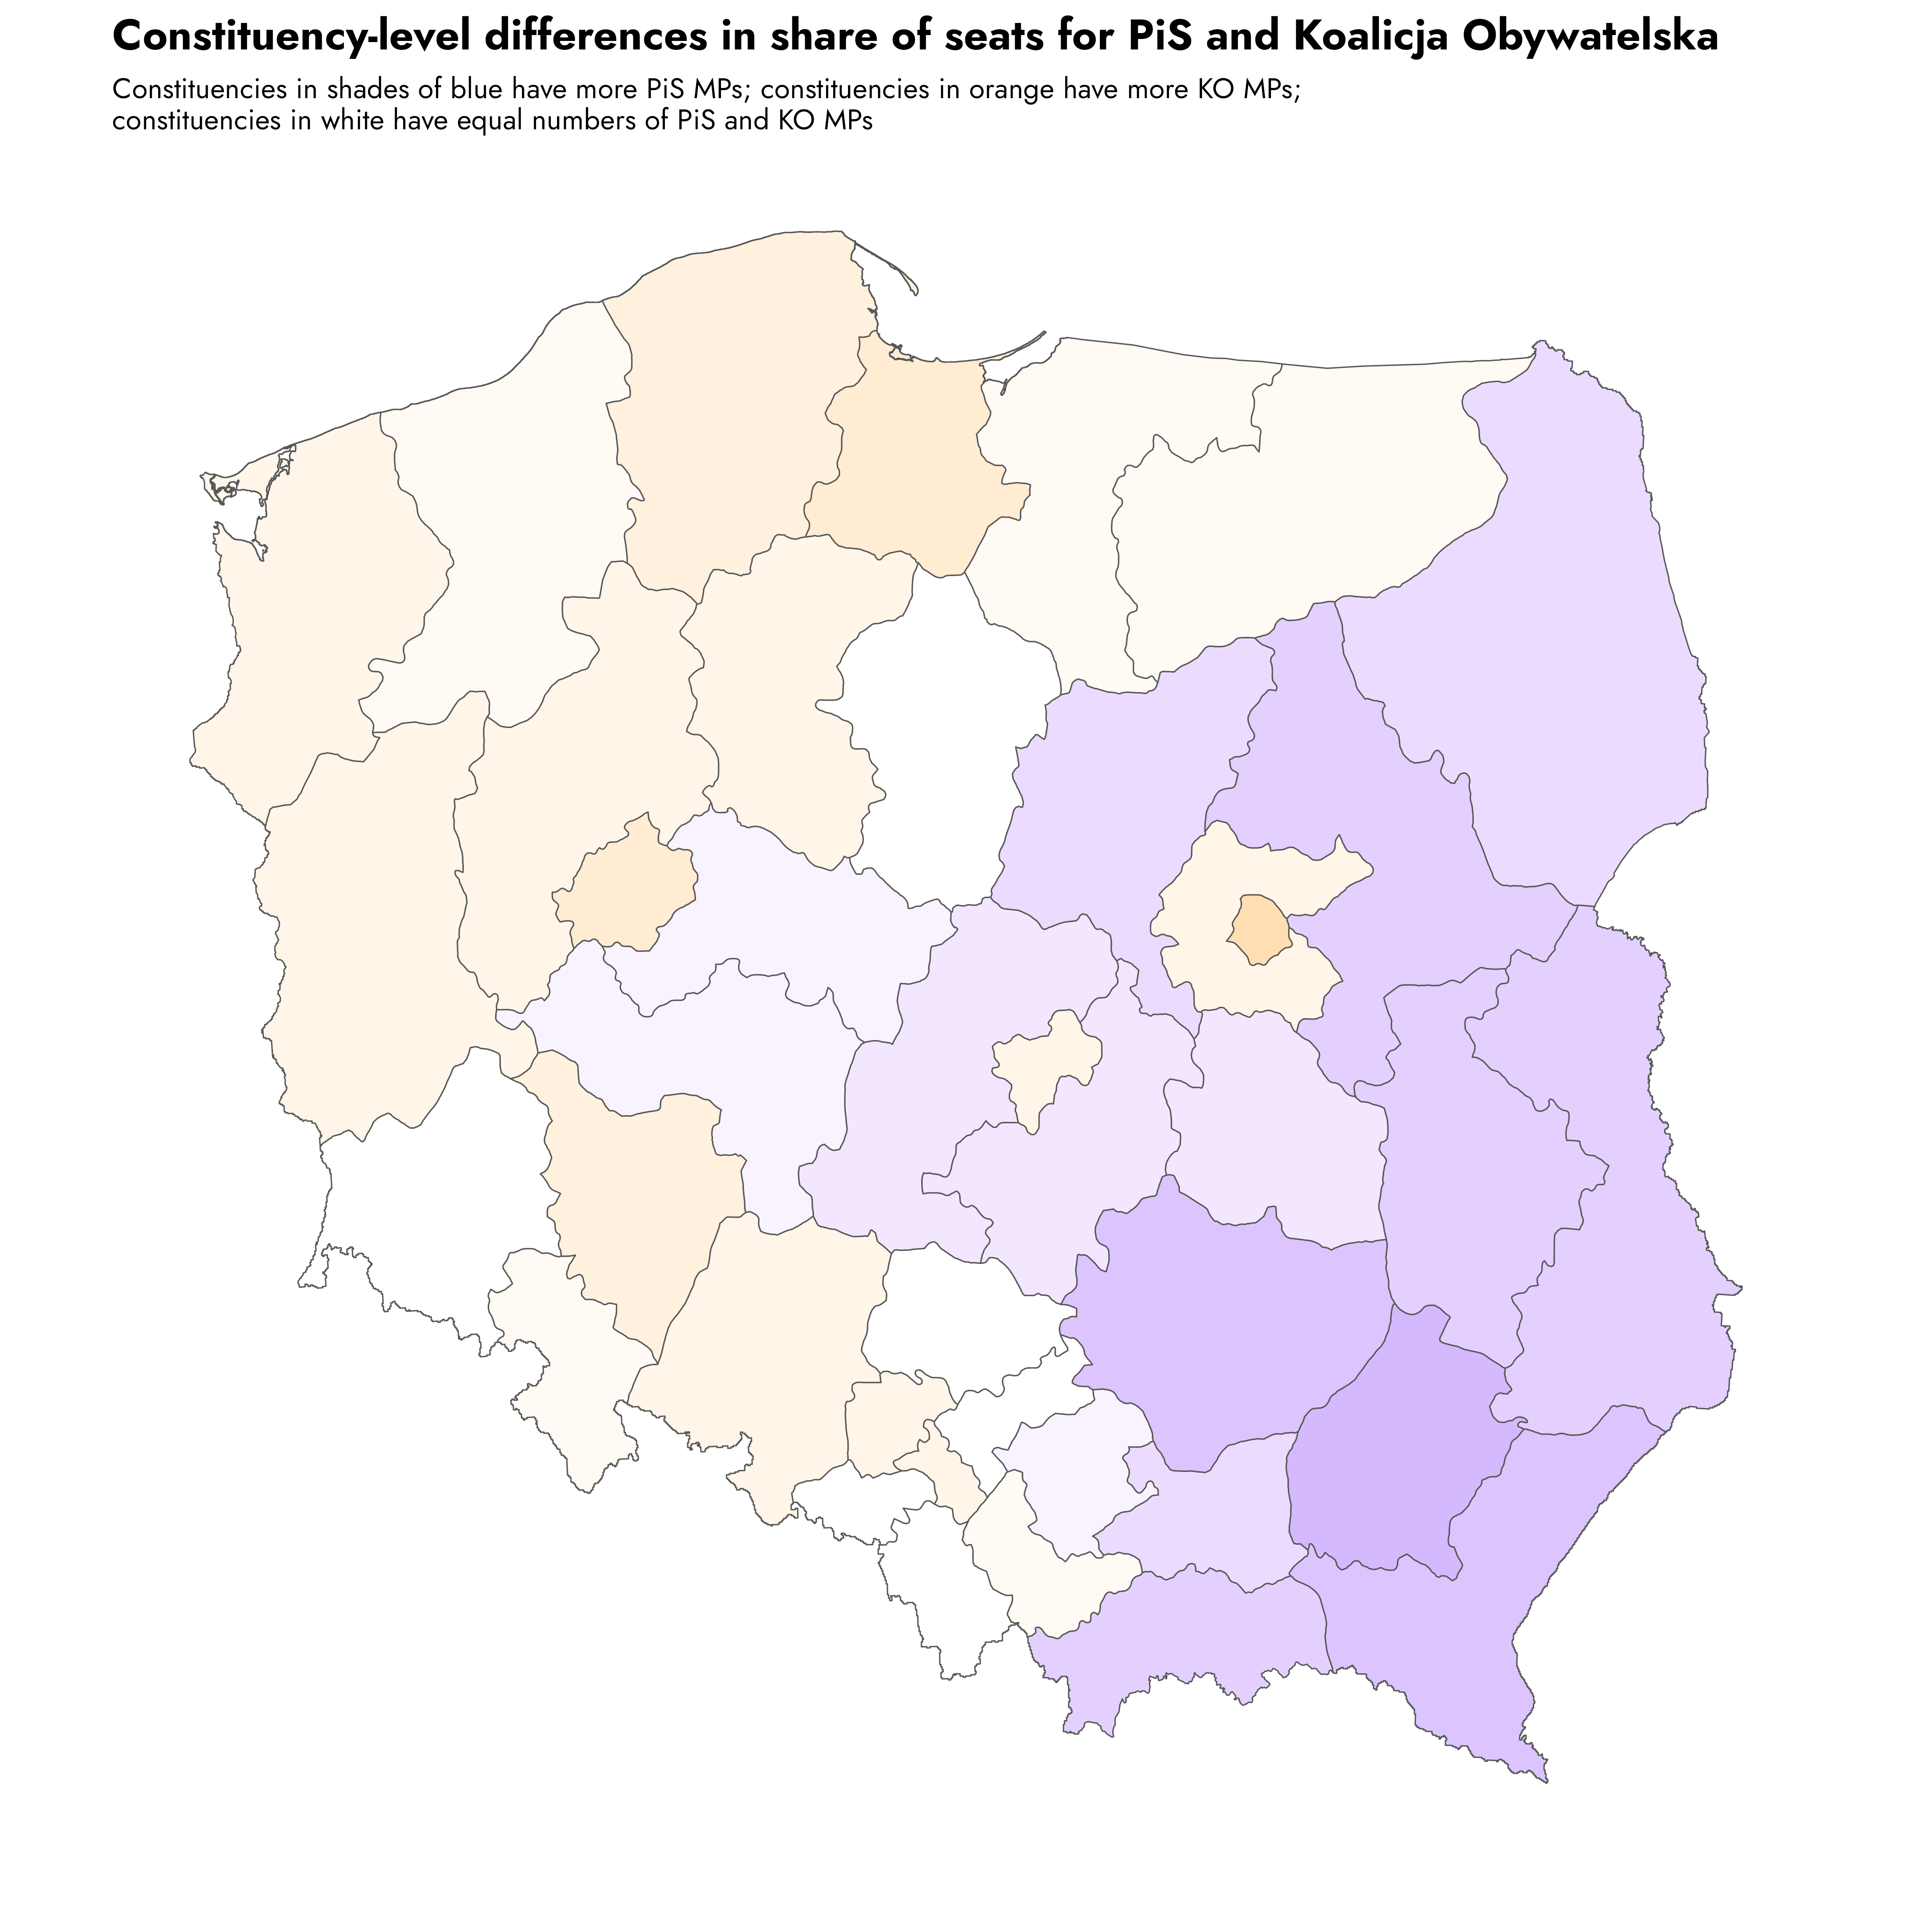 Constituency-level differences in share of seats for PiS and Koalicja Obywatelska
Constituencies in shades of blue have more PiS MPs; constituencies in orange have more KO MPs;
constituencies in white have equal numbers of PiS and KO MPs